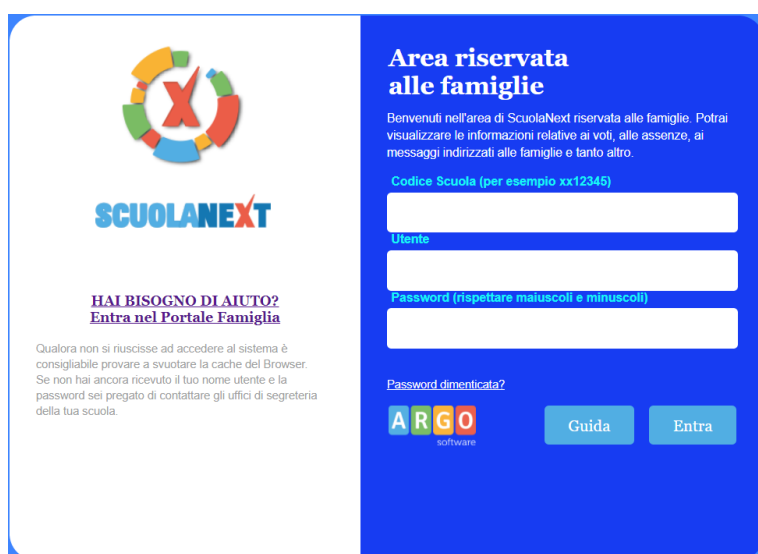 SCUOLANEXT
HAI BISOGNO DI AIUTO?
Entra nel Portale Famiglia
Qualora non si riuscisse ad accedere al sistema è
consigliabile provare a svuotare la cache del Browser.
Se non hai ancora ricevuto il tuo nome utente e la
password sei pregato di contattare gli uffici di segreteria
della tua scuola.
Area riservata
alle famiglie
Benvenuti nell'area di ScuolaNext riservata alle famiglie. Potrai
visualizzare le informazioni relative ai voti, alle assenze, ai
messaggi indirizzati alle famiglie e tanto altro.
Codice Scuola (per esempio xx12345)
Utente
Password (rispettare maiuscoli e minuscoli)
Password dimenticata?
ARGO
software
Guida
Entra